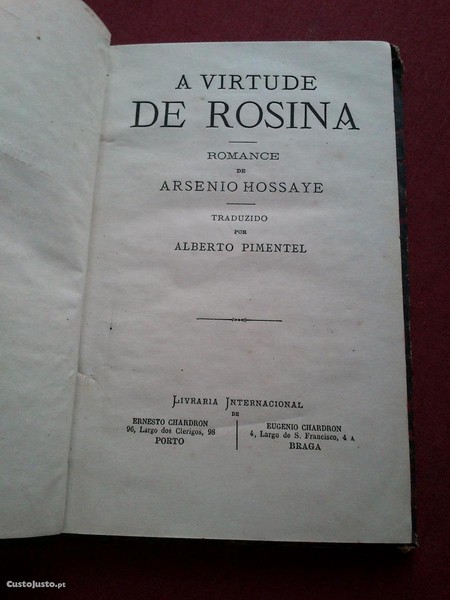 A VIRTUDE
DE ROSINA
ROMANCE
DE
ARSENIO HOSSAYE
TRADUZIDO
POR
ALBERTO PIMENTEL
LIVRARIA INTERNACIONAL
DE
ERNESTO CHARDRON
96, Largo dos Clerigos, 98
PORTO
EUGENIO CHARDRON
4, Largo de S. Francisco, 4 A
BRAGA
CustoJusto.pt